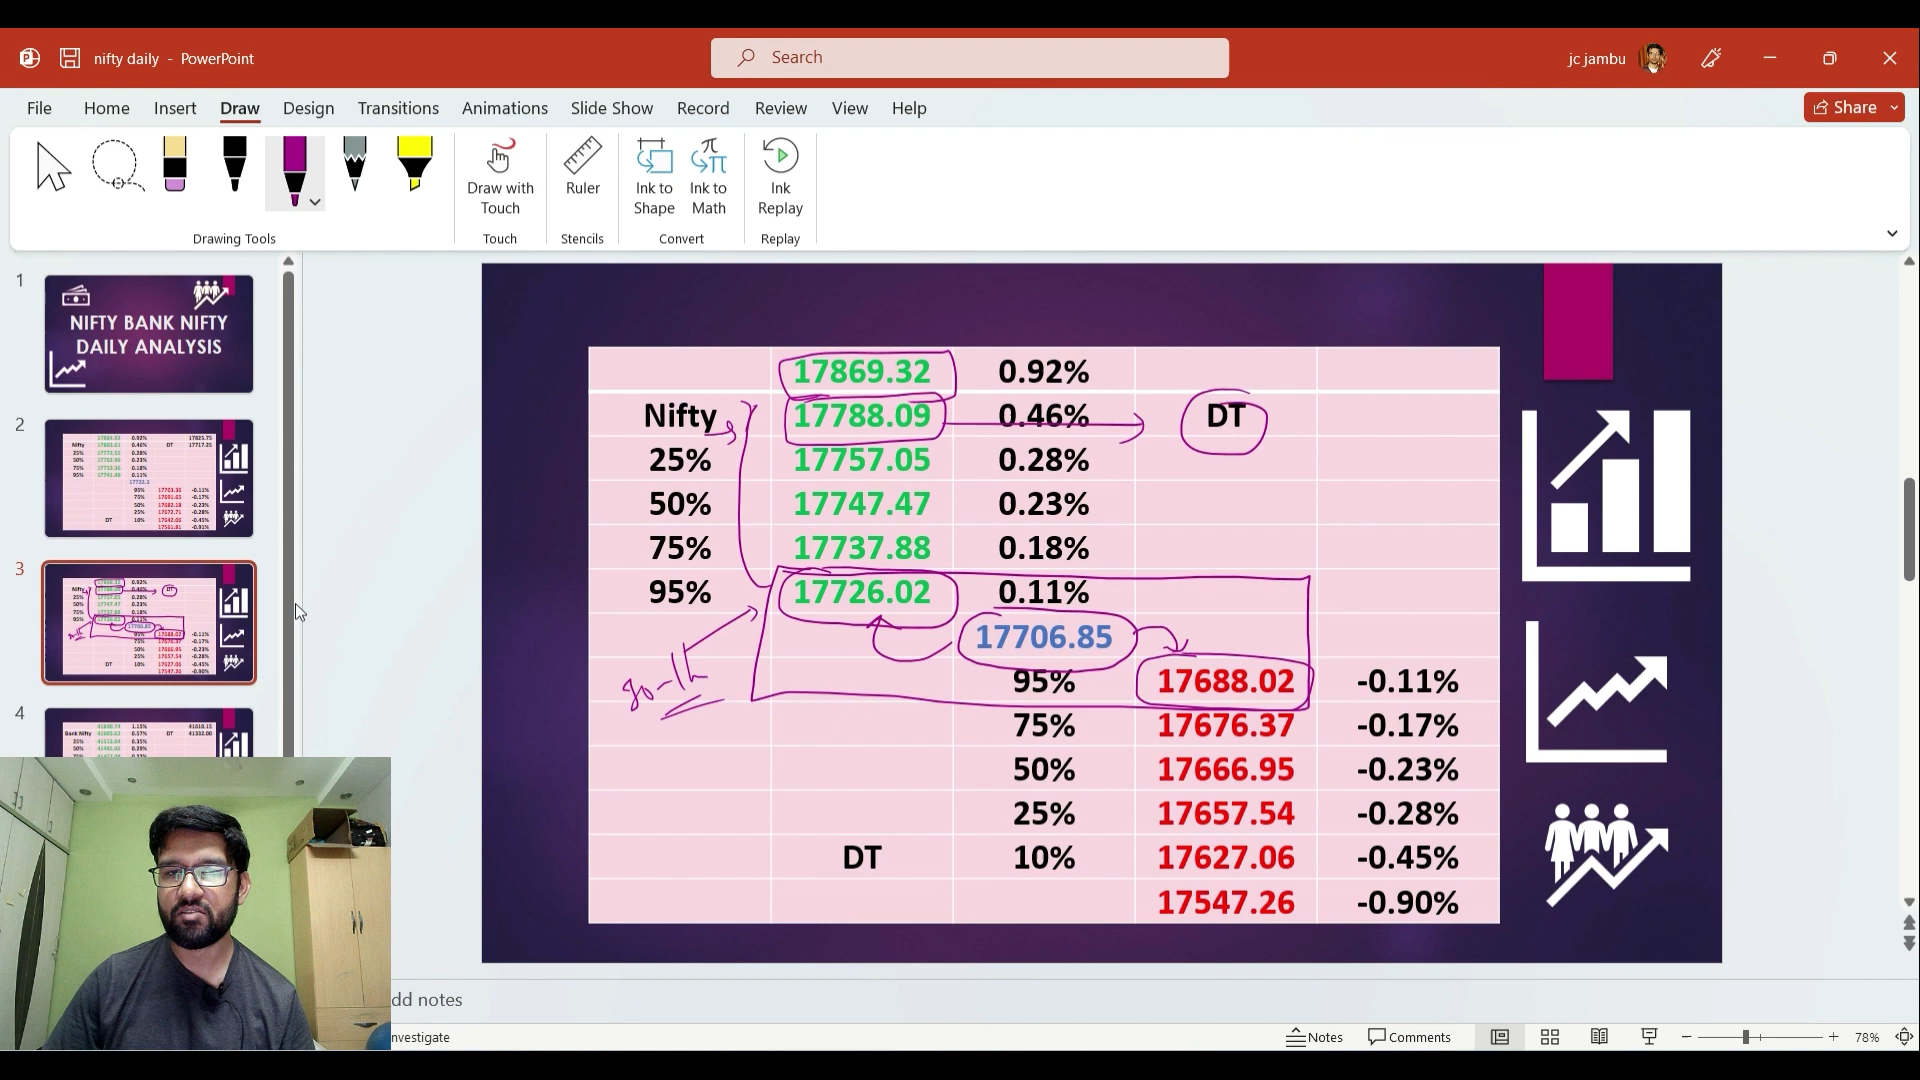 nifty daily - PowerPoint
Search
jc jambu
File Home Insert Draw Design Transitions Animations Slide Show Record Review View Help
Share
Draw with Touch
Ruler
Ink to Shape
Ink to Math
Ink Replay
Drawing Tools
Touch
Stencils
Convert
Replay
1
NIFTY BANK NIFTY
DAILY ANALYSIS
2
3
4
17869.32 0.92%
Nifty 17788.09 0.46% DT
25% 17757.05 0.28%
50% 17747.47 0.23%
75% 17737.88 0.18%
95% 17726.02 0.11%
17706.85
95% 17688.02 -0.11%
75% 17676.37 -0.17%
50% 17666.95 -0.23%
25% 17657.54 -0.28%
DT 10% 17627.06 -0.45%
17547.26 -0.90%
dd notes
nvestigate
Notes
Comments
78%